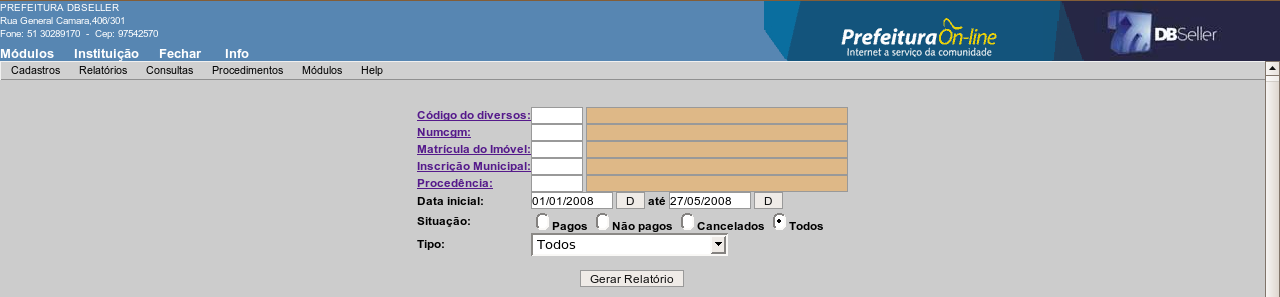 PREFEITURA DBSELLER
Rua General Camara,406/301
Fone: 51 30289170 - Cep: 97542570
Módulos Instituição Fechar Info
Prefeitura On-line
Internet a serviço da comunidade
DBSeller
Cadastros Relatórios Consultas Procedimentos Módulos Help
Código do diversos:
Numcgm:
Matrícula do Imóvel:
Inscrição Municipal:
Procedência:
Data inicial: 01/01/2008 D até 27/05/2008 D
Situação: Pagos Não pagos Cancelados Todos
Tipo: Todos
Gerar Relatório